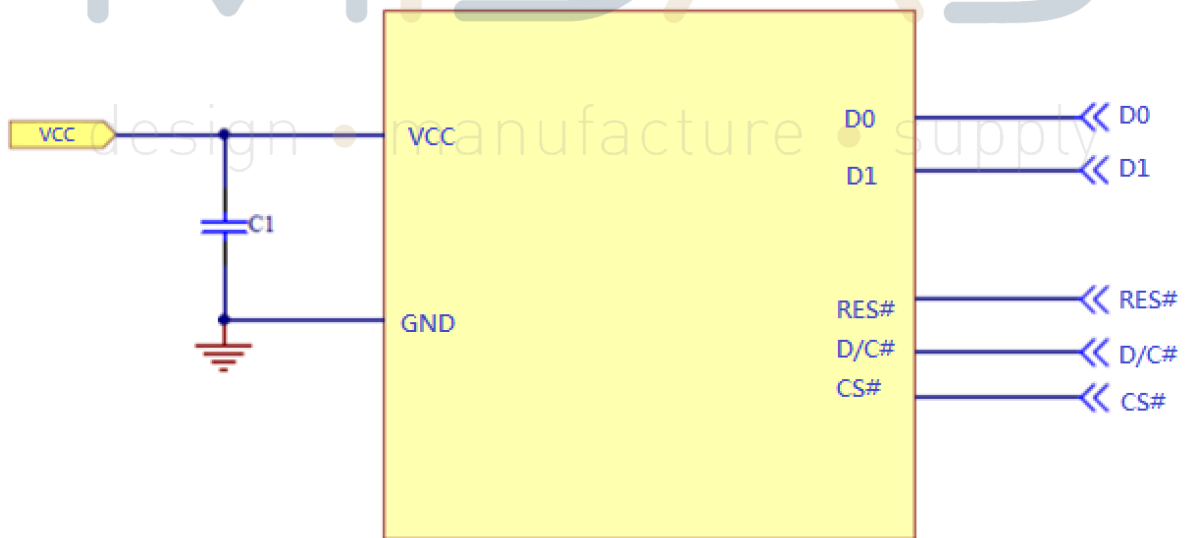 design • manufacture • supply
VCC
VCC
C1
GND
D0
D0
D1
D1
RES#
RES#
D/C#
D/C#
CS#
CS#